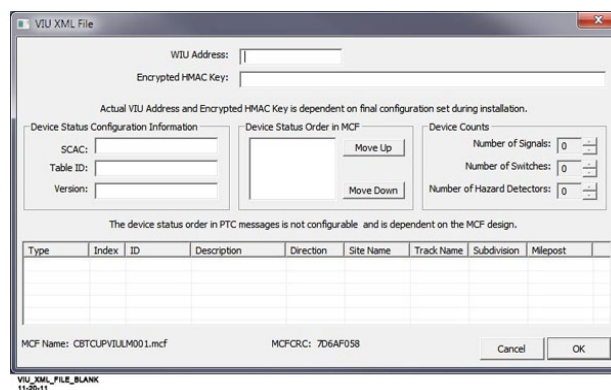 VIU XML File
WIU Address:
Encrypted HMAC Key:
Actual VIU Address and Encrypted HMAC Key is dependent on final configuration set during installation.
Device Status Configuration Information
SCAC:
Table ID:
Version:
Device Status Order in MCF
Move Up
Move Down
Device Counts
Number of Signals: 0
Number of Switches: 0
Number of Hazard Detectors: 0
The device status order in PTC messages is not configurable and is dependent on the MCF design.
Type Index ID Description Direction Site Name Track Name Subdivision Milepost
MCF Name: CBTCUPVIULM001.mcf MCFCRC: 7D6AF058
Cancel OK
VIU_XML_FILE_BLANK
11-20-11